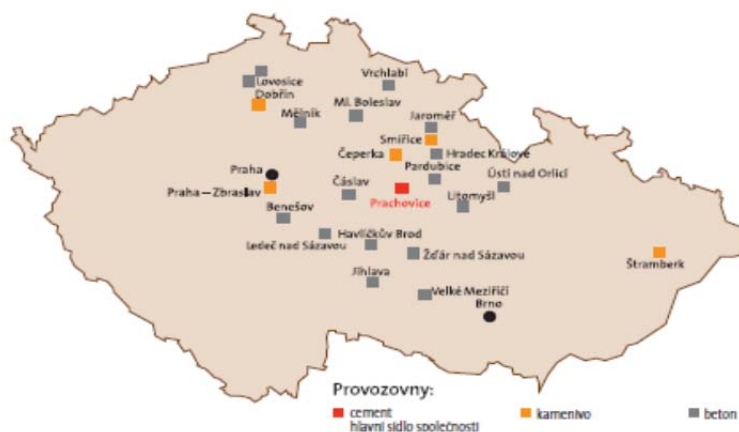 Vrchlabí
Lovosice
Dobřín
Ml. Boleslav
Mělník
Jaroměř
Smiřice
Čeperka
Hradec Králové
Pardubice
Praha
Ústí nad Orlicí
Praha – Zbraslav
Čáslav
Prachovice
Litomyšl
Benešov
Havlíčkův Brod
Ledeč nad Sázavou
Žďár nad Sázavou
Štramberk
Jihlava
Velké Meziříčí
Brno
Provozovny:
cement
hlavní sídlo společnosti
kamenivo
beton